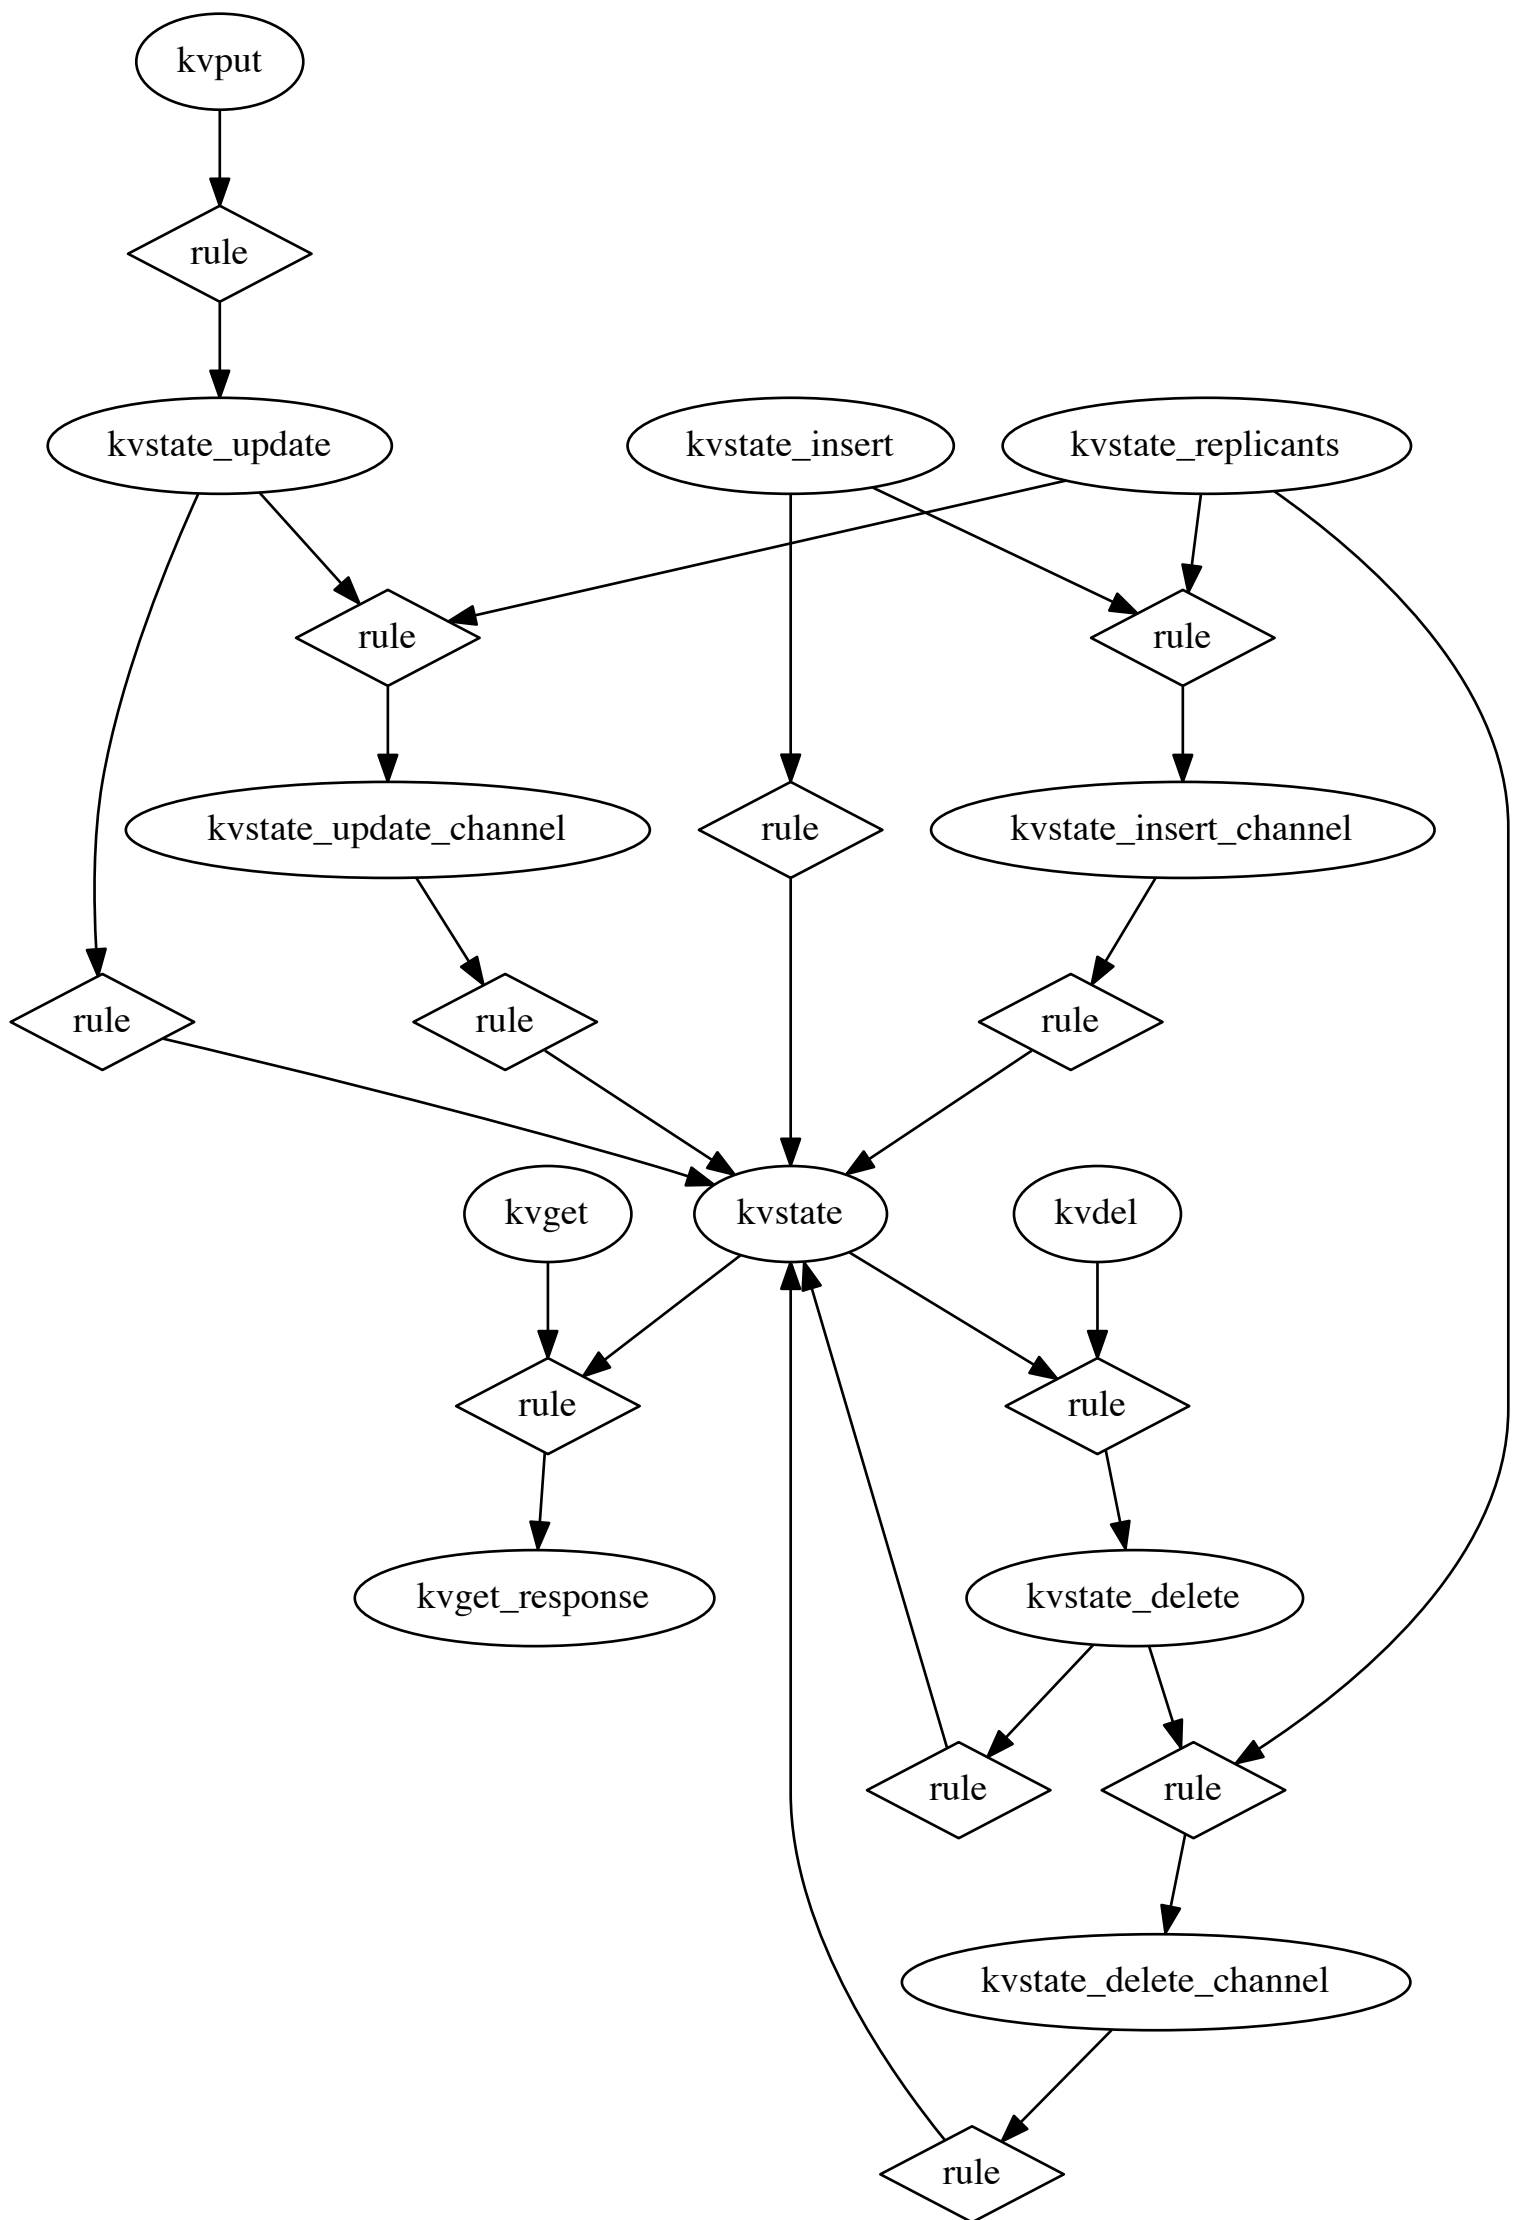 kvput
rule
kvstate_update
kvstate_insert
kvstate_replicants
rule
rule
kvstate_update_channel
rule
kvstate_insert_channel
rule
rule
rule
kvget
kvstate
kvdel
rule
rule
kvget_response
kvstate_delete
rule
rule
kvstate_delete_channel
rule